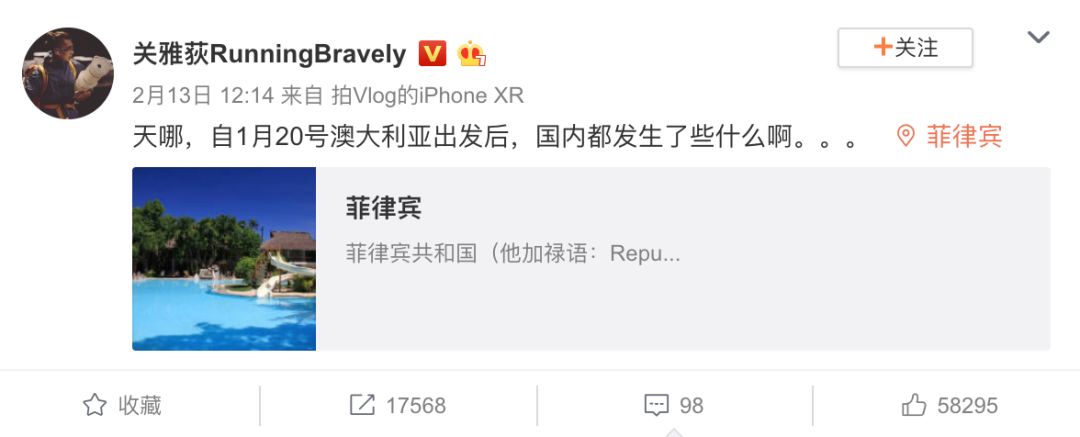 关雅荻RunningBravely
+关注
2月13日 12:14 来自 拍Vlog的iPhone XR
天哪，自1月20号澳大利亚出发后，国内都发生了些什么啊。。。 菲律宾
菲律宾
菲律宾共和国（他加禄语：Repu...
收藏
17568
98
58295